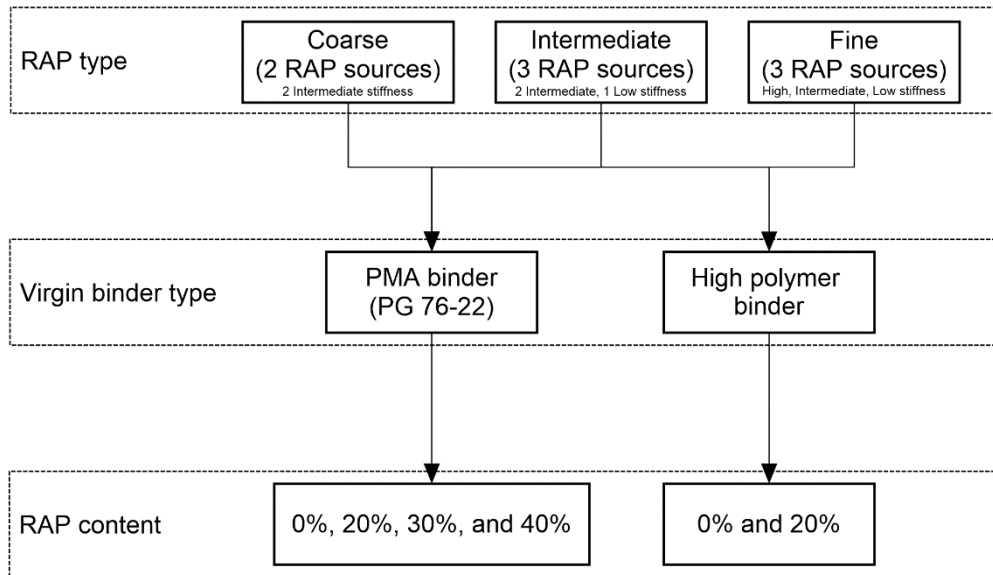 RAP type
Coarse
(2 RAP sources)
2 Intermediate stiffness
Intermediate
(3 RAP sources)
2 Intermediate, 1 Low stiffness
Fine
(3 RAP sources)
High, Intermediate, Low stiffness
Virgin binder type
PMA binder
(PG 76-22)
High polymer
binder
RAP content
0%, 20%, 30%, and 40%
0% and 20%